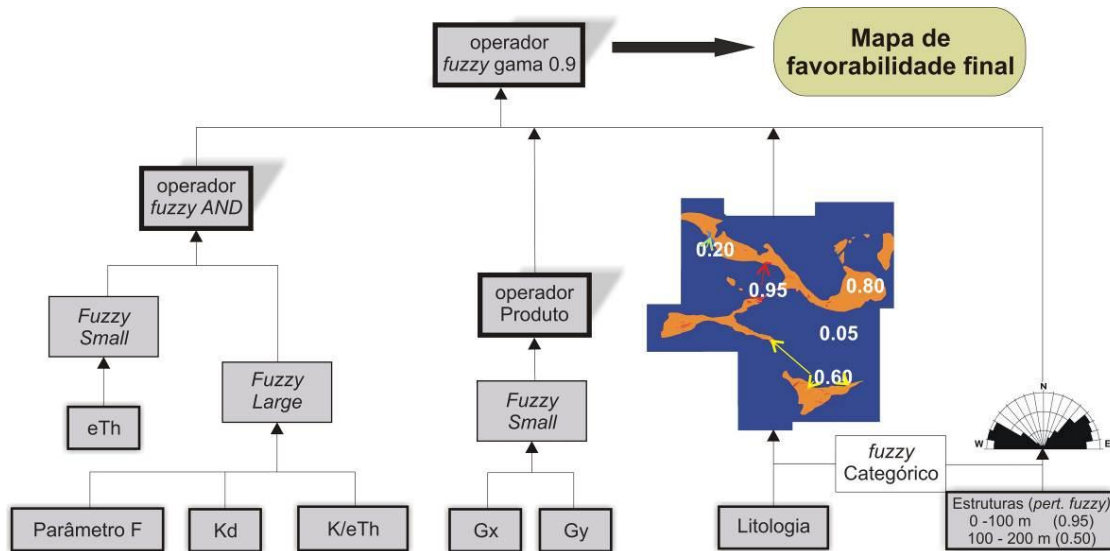 operador
fuzzy gama 0.9
Mapa de
favorabilidade final
operador
fuzzy AND
0.20
0.95
0.80
0.05
0.60
operador
Produto
Fuzzy
Small
Fuzzy
Large
Fuzzy
Small
eTh
N
W
E
fuzzy
Categórico
Parâmetro F
Kd
K/eTh
Gx
Gy
Litologia
Estruturas (pert. fuzzy)
0 -100 m (0.95)
100 - 200 m (0.50)